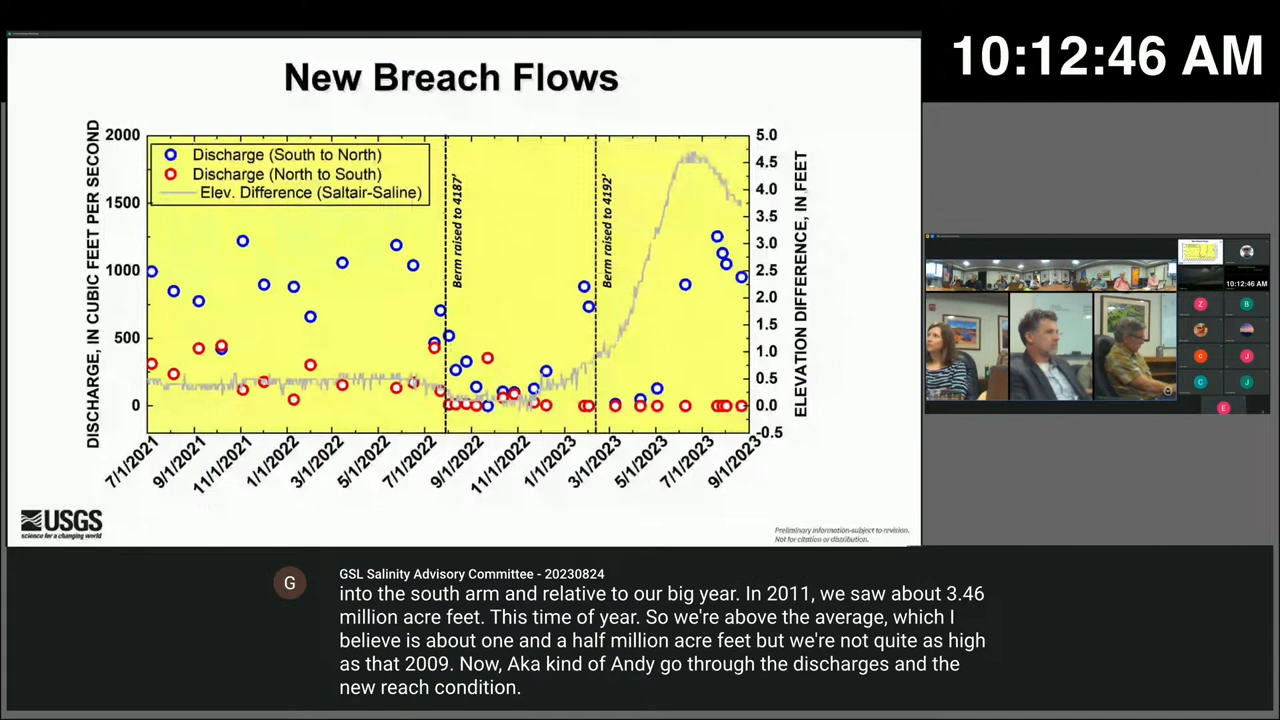 10:12:46 AM
New Breach Flows
DISCHARGE, IN CUBIC FEET PER SECOND
2000
1500
1000
500
0
Discharge (South to North)
Discharge (North to South)
Elev. Difference (Saltair-Saline)
Berm raised to 4187'
Berm raised to 4192'
5.0
4.5
4.0
3.5
3.0
2.5
2.0
1.5
1.0
0.5
0.0
-0.5
ELEVATION DIFFERENCE, IN FEET
7/1/2021
9/1/2021
11/1/2021
1/1/2022
3/1/2022
5/1/2022
7/1/2022
9/1/2022
11/1/2022
1/1/2023
3/1/2023
5/1/2023
7/1/2023
9/1/2023
USGS
science for a changing world
Preliminary information-subject to revision.
Not for citation or distribution.
10:12:46 AM
Z
B
C
J
C
J
E
G
GSL Salinity Advisory Committee - 20230824
into the south arm and relative to our big year. In 2011, we saw about 3.46
million acre feet. This time of year. So we're above the average, which I
believe is about one and a half million acre feet but we're not quite as high
as that 2009. Now, Aka kind of Andy go through the discharges and the
new reach condition.